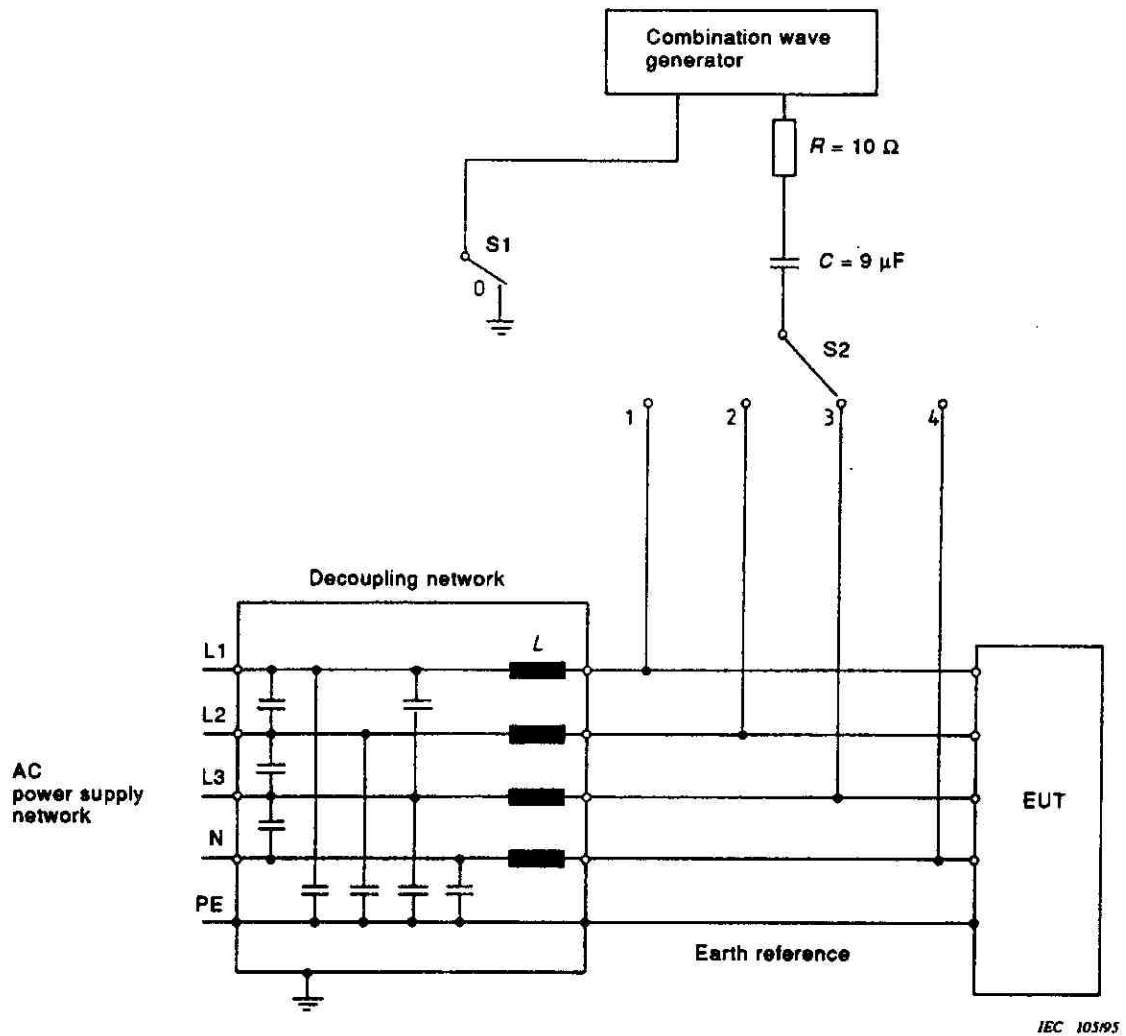 Combination wave
generator
R = 10 Ω
S1
0
C = 9 µF
S2
1
2
3
4
Decoupling network
L1
L
L2
AC
power supply
network
L3
EUT
N
PE
Earth reference
IEC 105/95